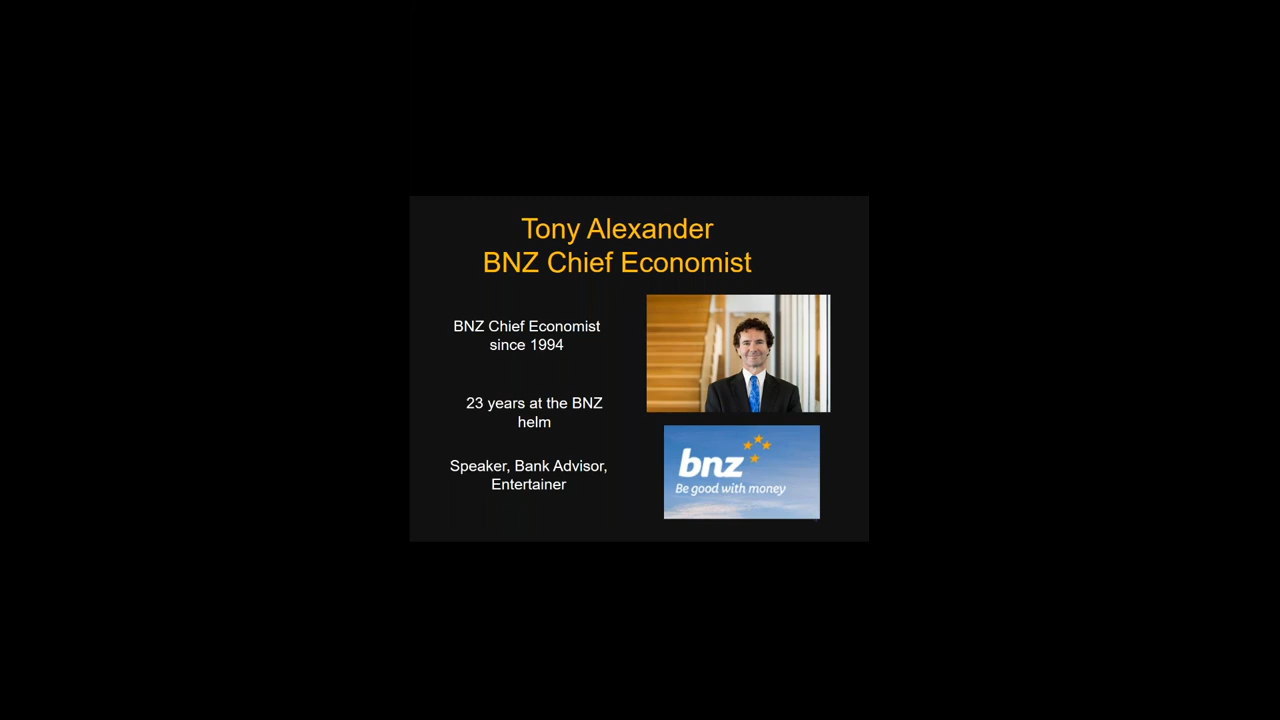 Tony Alexander
BNZ Chief Economist
BNZ Chief Economist
since 1994
23 years at the BNZ
helm
Speaker, Bank Advisor,
Entertainer
bnz
Be good with money